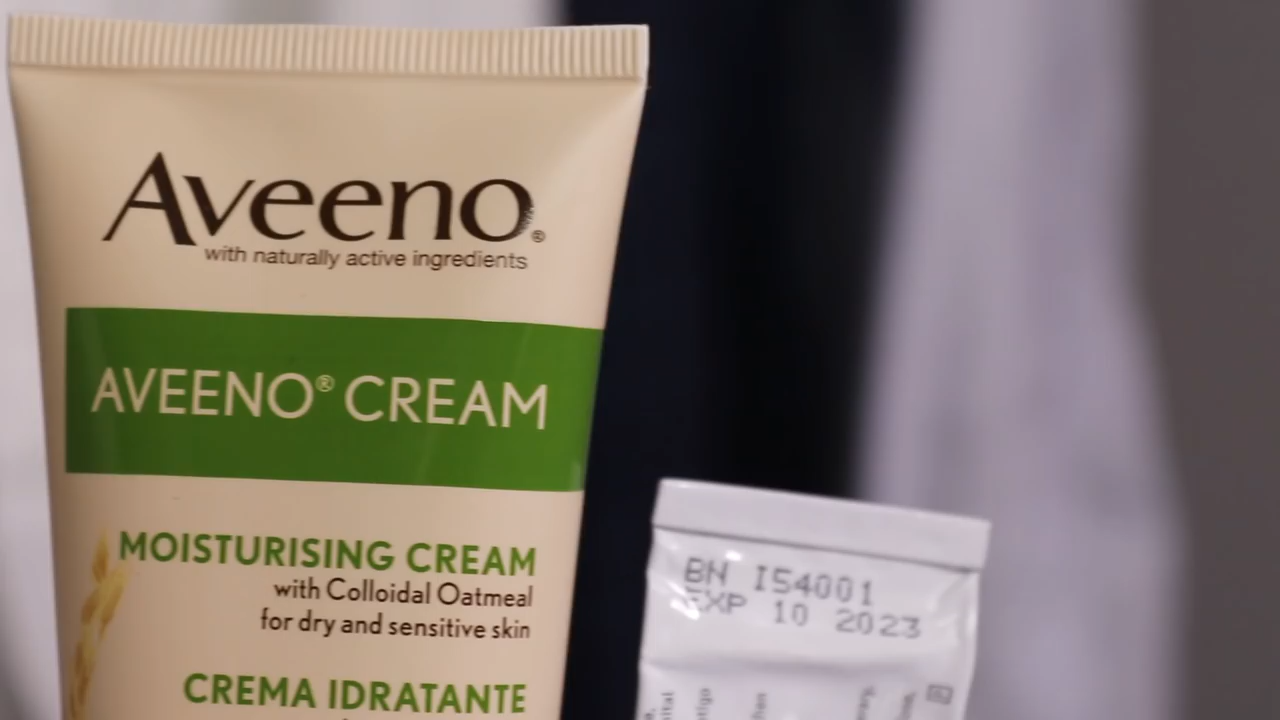 Aveeno®
with naturally active ingredients
AVEENO® CREAM
MOISTURISING CREAM
with Colloidal Oatmeal
for dry and sensitive skin
CREMA IDRATANTE
BN I54001
EXP 10 2023